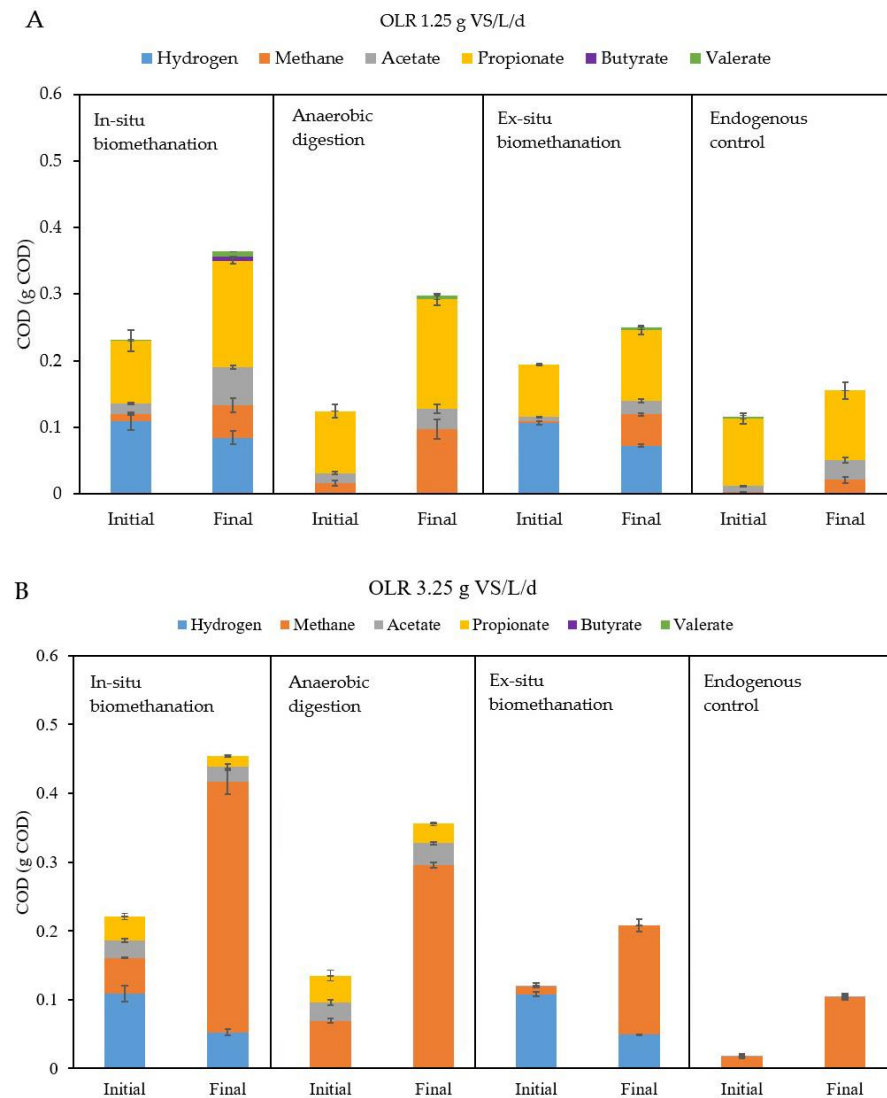 A
OLR 1.25 g VS/L/d
Hydrogen Methane Acetate Propionate Butyrate Valerate
COD (g COD)
0.6
0.5
0.4
0.3
0.2
0.1
0
In-situ
biomethanation
Anaerobic
digestion
Ex-situ
biomethanation
Endogenous
control
Initial Final Initial Final Initial Final Initial Final
B
OLR 3.25 g VS/L/d
Hydrogen Methane Acetate Propionate Butyrate Valerate
COD (g COD)
0.6
0.5
0.4
0.3
0.2
0.1
0
In-situ
biomethanation
Anaerobic
digestion
Ex-situ
biomethanation
Endogenous
control
Initial Final Initial Final Initial Final Initial Final